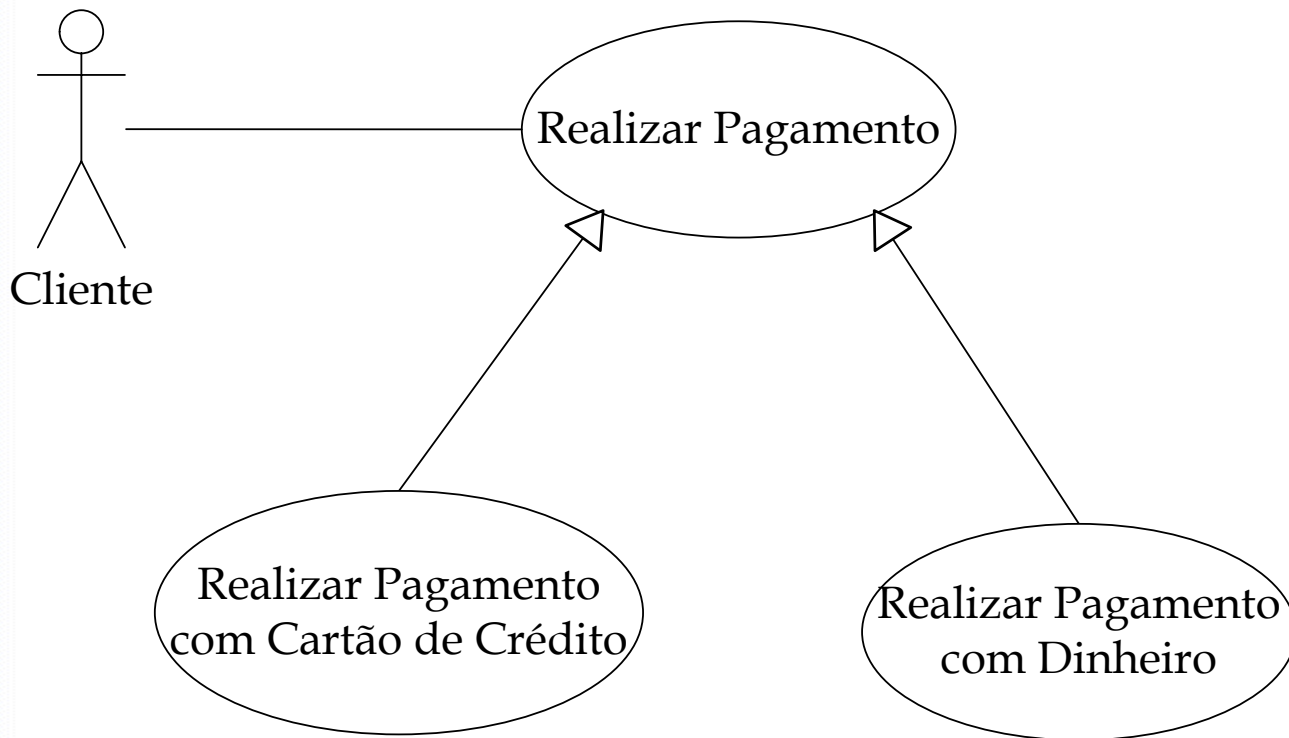 Realizar Pagamento
Cliente
Realizar Pagamento
com Cartão de Crédito
Realizar Pagamento
com Dinheiro